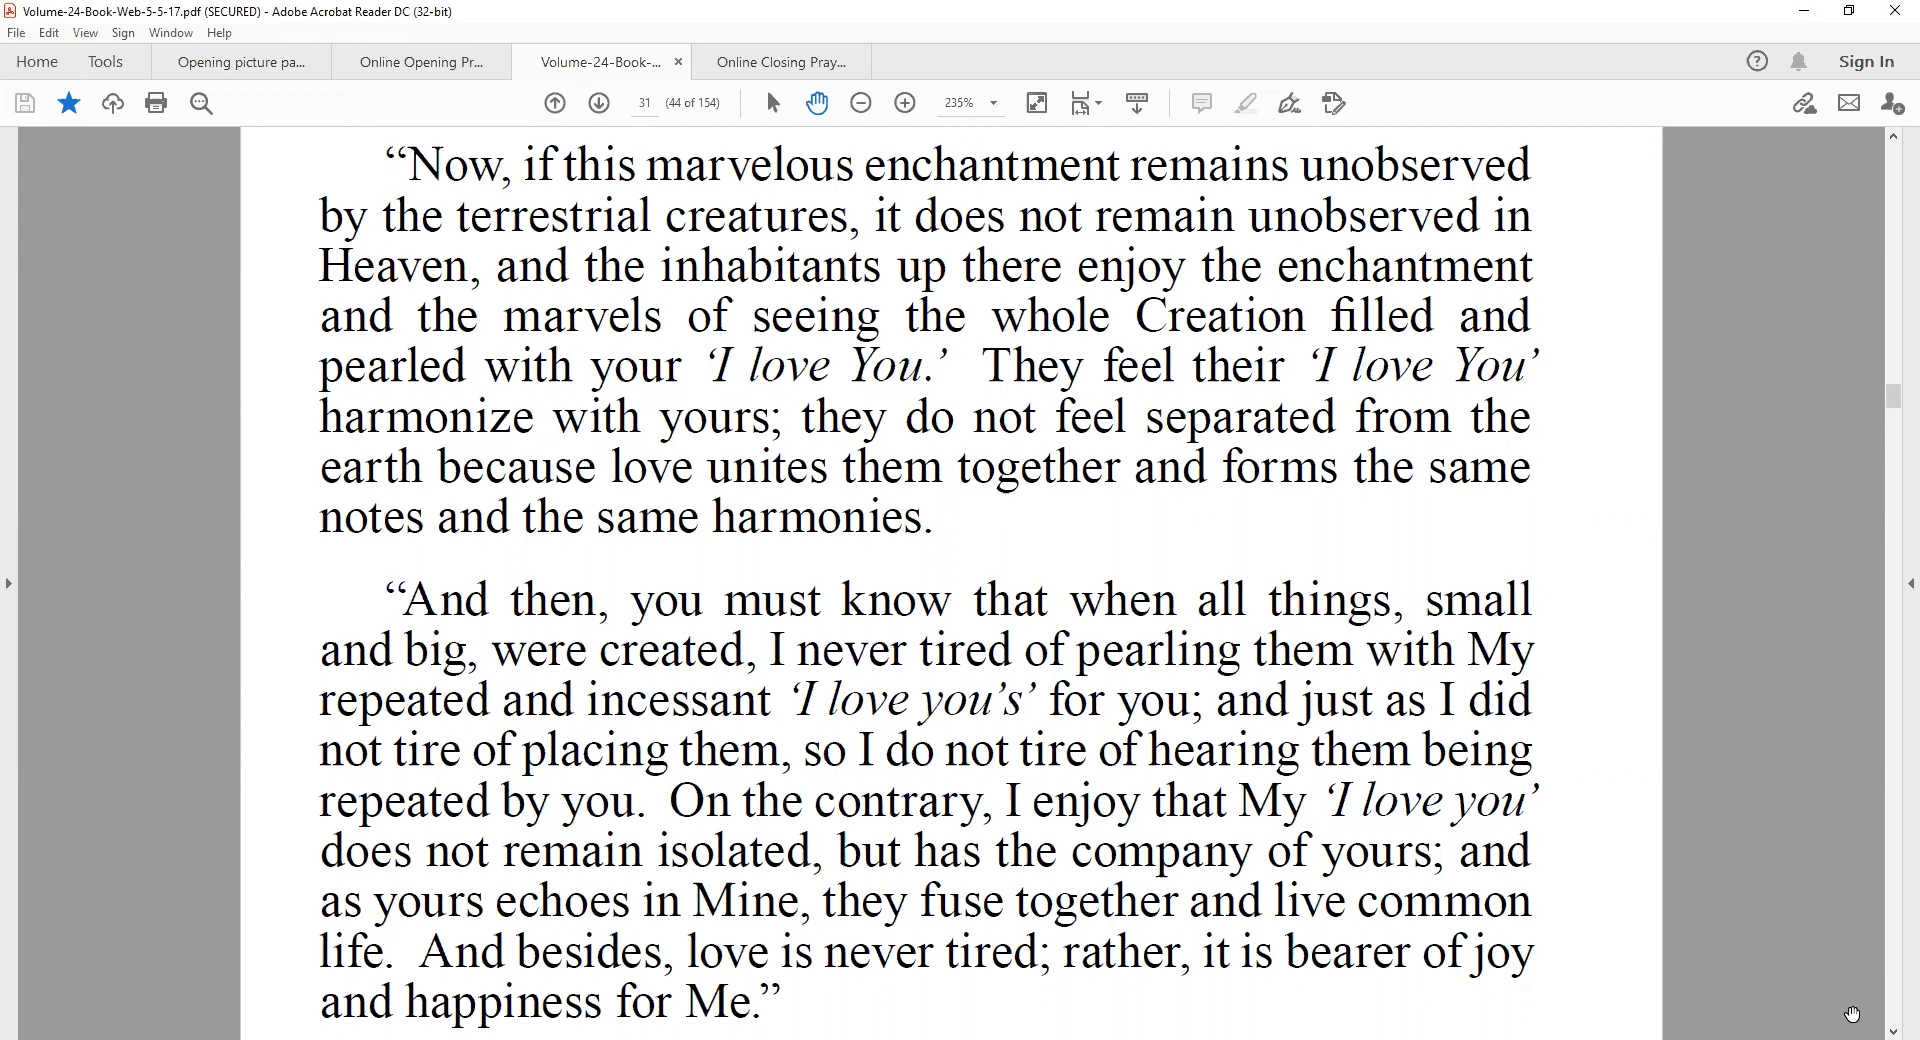 Volume-24-Book-Web-5-5-17.pdf (SECURED) - Adobe Acrobat Reader DC (32-bit)
File Edit View Sign Window Help
Home Tools Opening picture pa... Online Opening Pr... Volume-24-Book-... × Online Closing Pray... Sign In
31 (44 of 154) 235%
“Now, if this marvelous enchantment remains unobserved
by the terrestrial creatures, it does not remain unobserved in
Heaven, and the inhabitants up there enjoy the enchantment
and the marvels of seeing the whole Creation filled and
pearled with your ‘I love You.’ They feel their ‘I love You’
harmonize with yours; they do not feel separated from the
earth because love unites them together and forms the same
notes and the same harmonies.
“And then, you must know that when all things, small
and big, were created, I never tired of pearling them with My
repeated and incessant ‘I love you’s’ for you; and just as I did
not tire of placing them, so I do not tire of hearing them being
repeated by you. On the contrary, I enjoy that My ‘I love you’
does not remain isolated, but has the company of yours; and
as yours echoes in Mine, they fuse together and live common
life. And besides, love is never tired; rather, it is bearer of joy
and happiness for Me.”